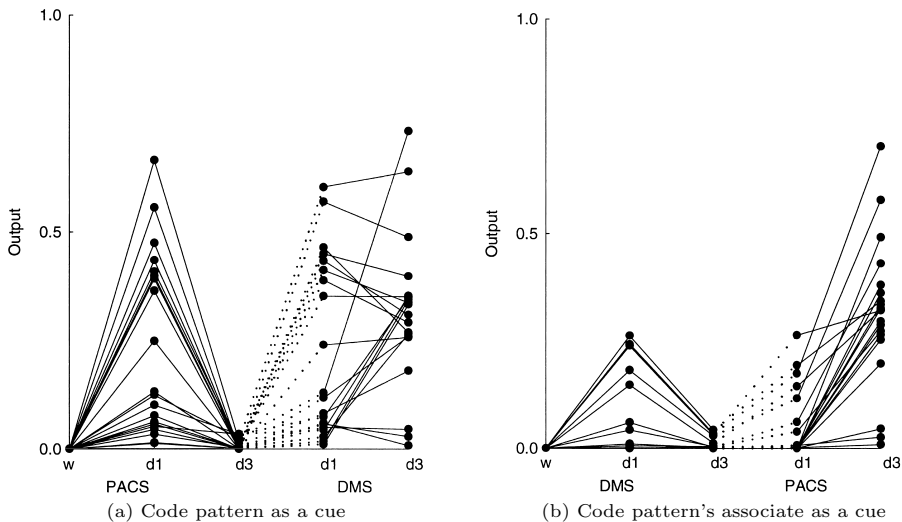 1.0
0.5
0.0
Output
w d1 d3 d1 d3
PACS DMS
(a) Code pattern as a cue
1.0
0.5
0.0
Output
w d1 d3 d1 d3
DMS PACS
(b) Code pattern's associate as a cue